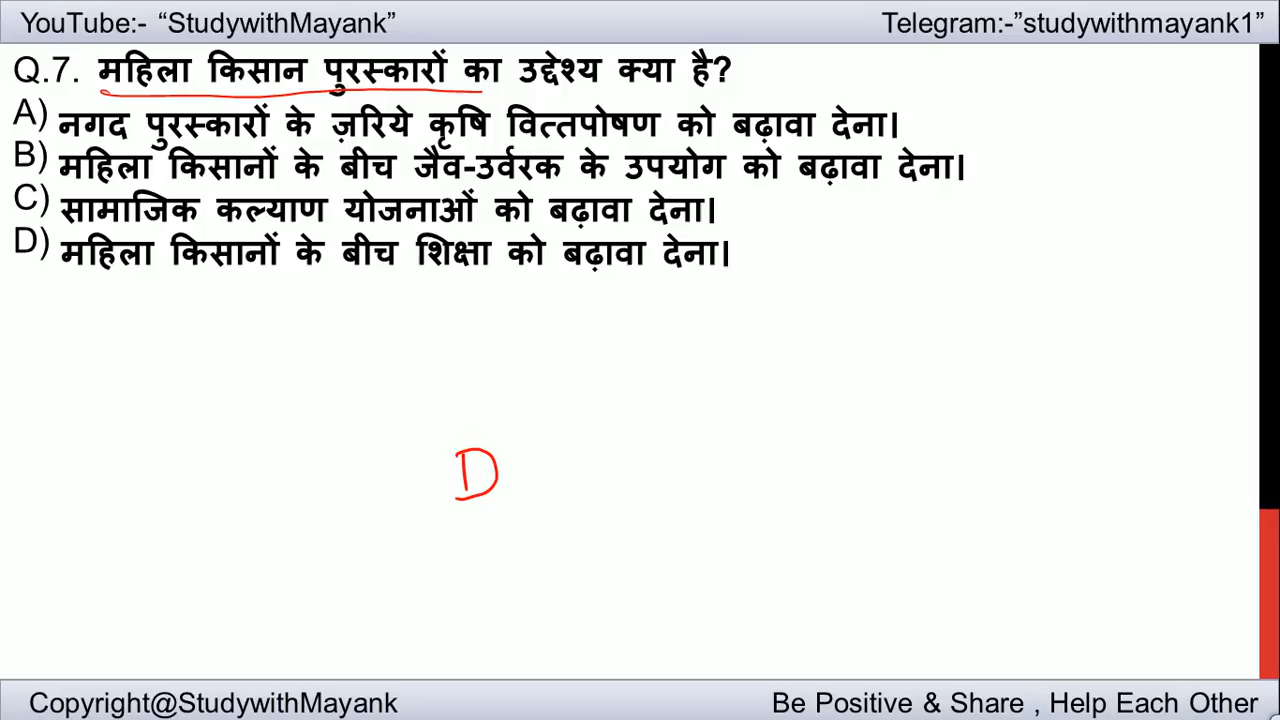 YouTube:- “StudywithMayank”
Telegram:-”studywithmayank1”
Q.7. महिला किसान पुरस्कारों का उद्देश्य क्या है?
A) नगद पुरस्कारों के ज़रिये कृषि वित्तपोषण को बढ़ावा देना।
B) महिला किसानों के बीच जैव-उर्वरक के उपयोग को बढ़ावा देना।
C) सामाजिक कल्याण योजनाओं को बढ़ावा देना।
D) महिला किसानों के बीच शिक्षा को बढ़ावा देना।
D
Copyright@StudywithMayank
Be Positive & Share , Help Each Other